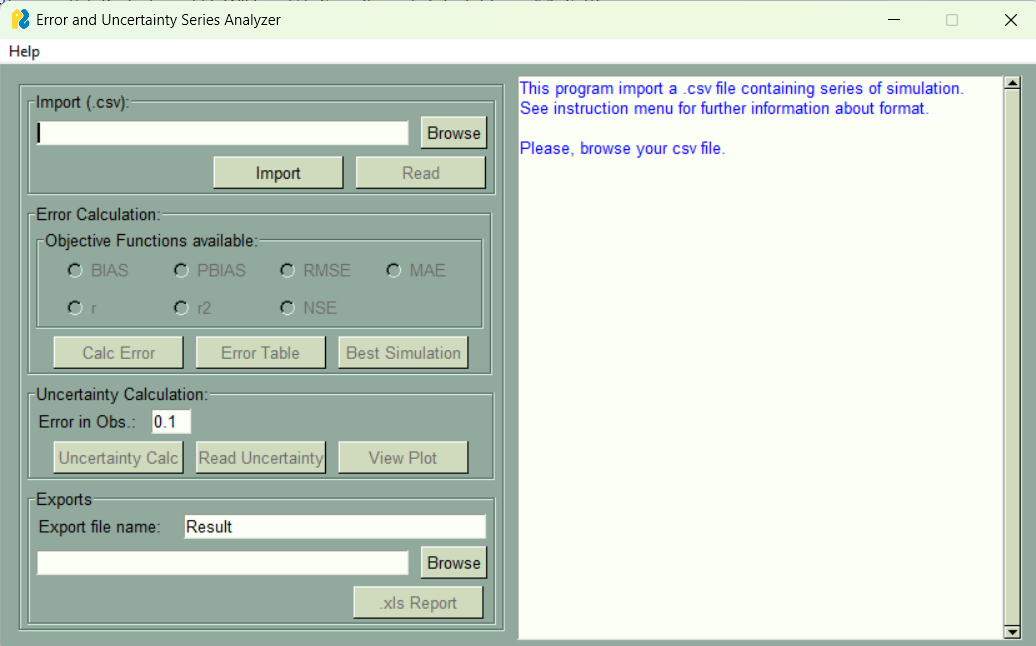 Error and Uncertainty Series Analyzer
Help
Import (.csv):
Browse
Import Read
Error Calculation:
Objective Functions available:
BIAS PBIAS RMSE MAE
r r2 NSE
Calc Error Error Table Best Simulation
Uncertainty Calculation:
Error in Obs.: 0.1
Uncertainty Calc Read Uncertainty View Plot
Exports
Export file name: Result
Browse
.xls Report
This program import a .csv file containing series of simulation.
See instruction menu for further information about format.
Please, browse your csv file.